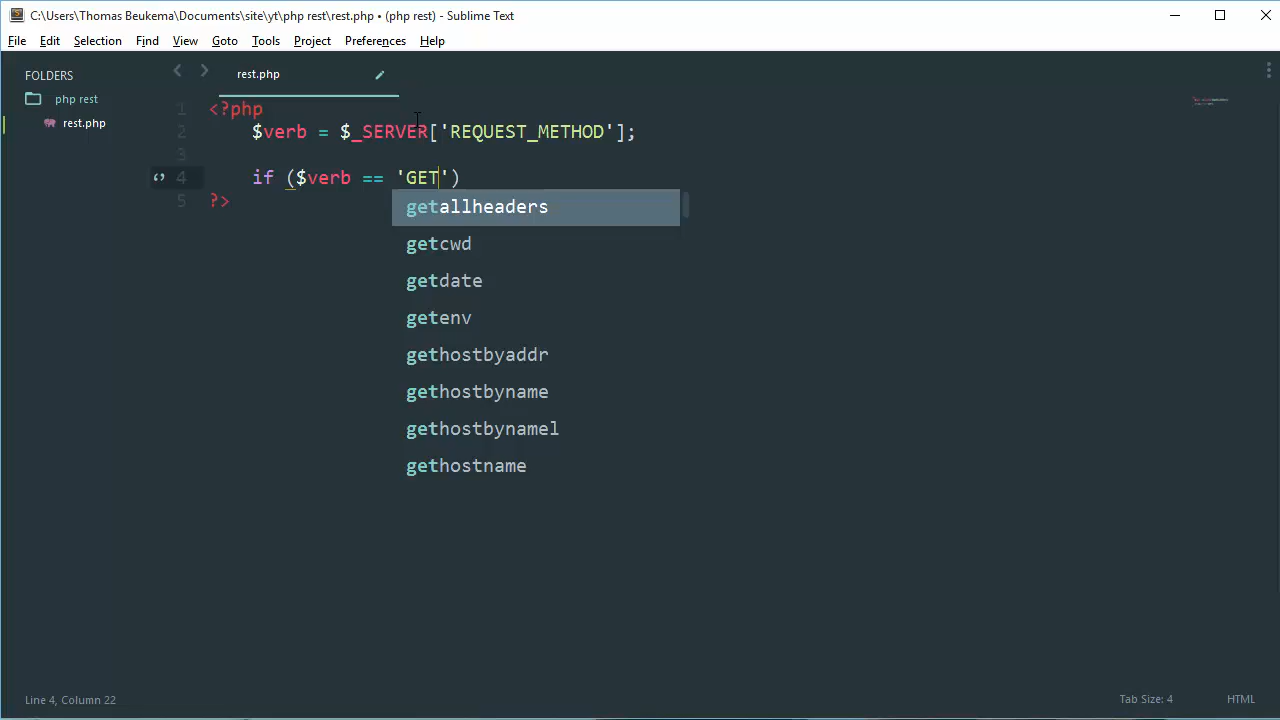 C:\Users\Thomas Beukema\Documents\site\yt\php rest\rest.php • (php rest) - Sublime Text
File Edit Selection Find View Goto Tools Project Preferences Help
FOLDERS
php rest
rest.php
rest.php
1 <?php
2 $verb = $_SERVER['REQUEST_METHOD'];
3
4 if ($verb == 'GET')
5 ?>
getallheaders
getcwd
getdate
getenv
gethostbyaddr
gethostbyname
gethostbynamel
gethostname
Line 4, Column 22
Tab Size: 4
HTML